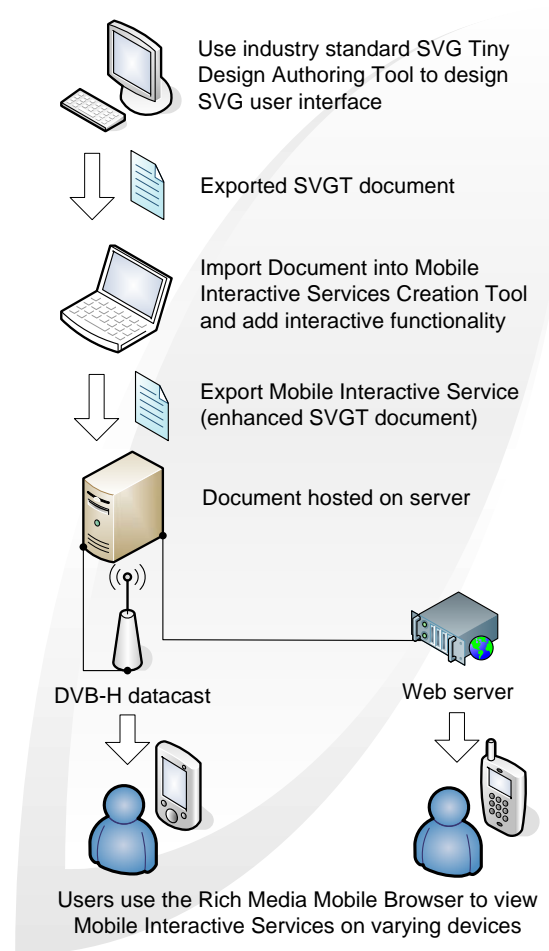 Use industry standard SVG Tiny
Design Authoring Tool to design
SVG user interface
Exported SVGT document
Import Document into Mobile
Interactive Services Creation Tool
and add interactive functionality
Export Mobile Interactive Service
(enhanced SVGT document)
Document hosted on server
DVB-H datacast
Web server
Users use the Rich Media Mobile Browser to view
Mobile Interactive Services on varying devices